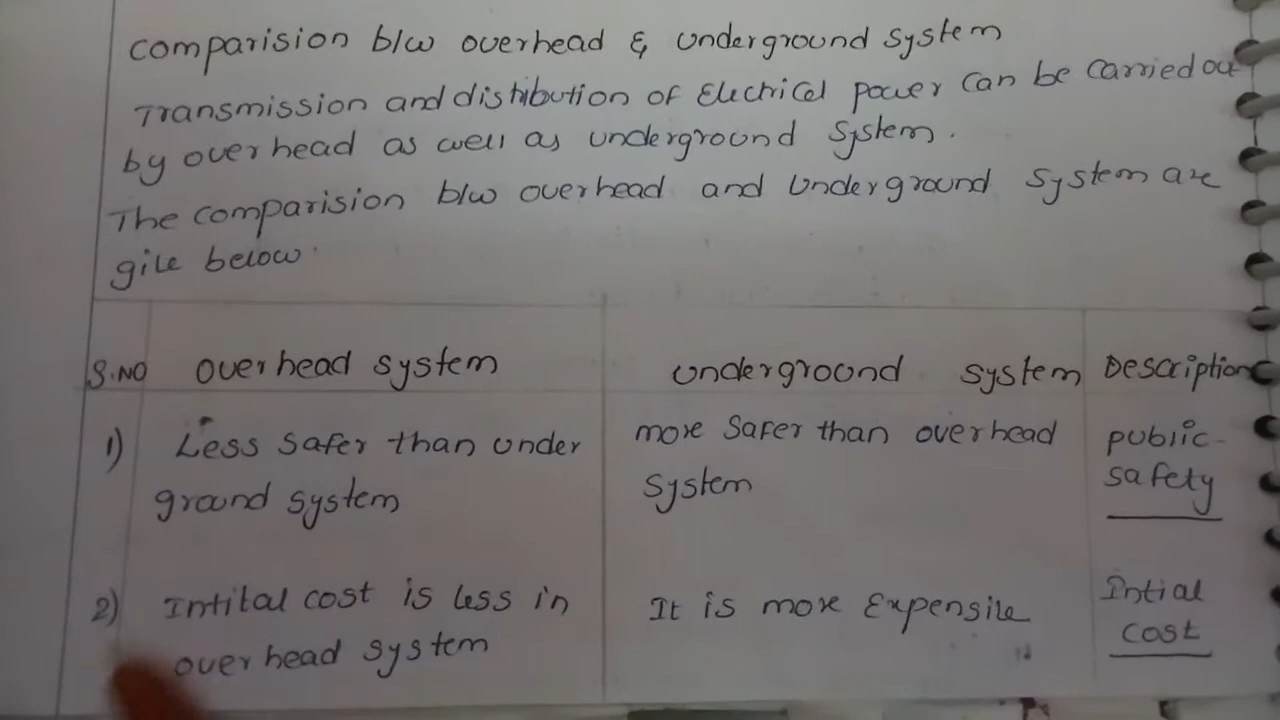 comparision b/w overhead & underground system
Transmission and distribution of Electrical power can be carried out
by overhead as well as underground system.
The comparision b/w overhead and underground system are
give below.
S.NO overhead system underground system Description
1) Less safer than under more safer than overhead public
ground system system safety
2) Intital cost is less in It is more Expensive Intial
overhead system cost